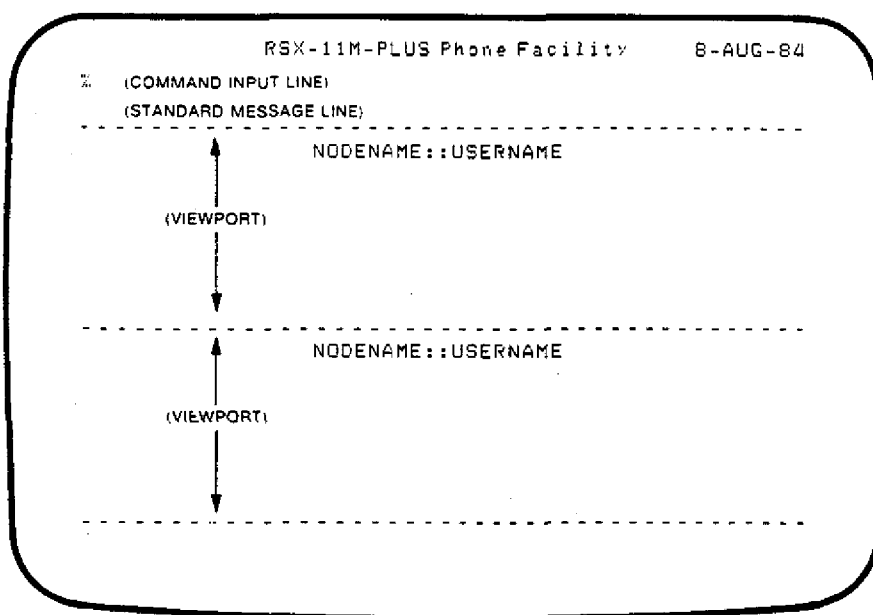 RSX-11M-PLUS Phone Facility 8-AUG-84
% (COMMAND INPUT LINE)
(STANDARD MESSAGE LINE)
NODENAME::USERNAME
(VIEWPORT)
NODENAME::USERNAME
(VIEWPORT)